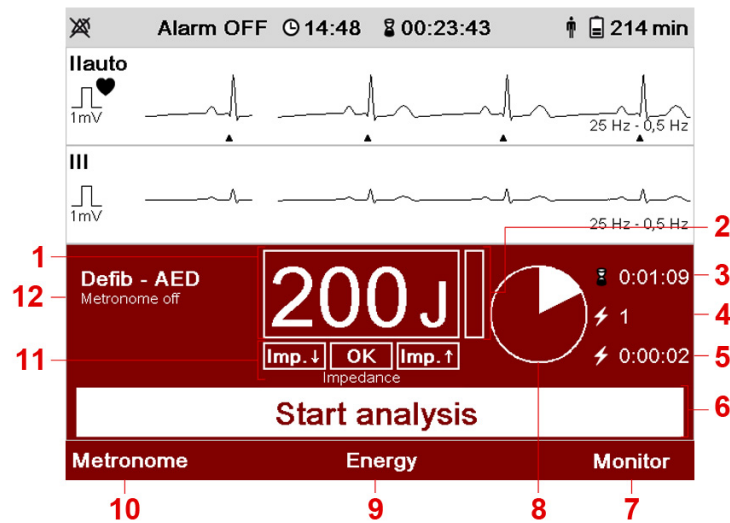 Alarm OFF 14:48 00:23:43 214 min
IIauto
1mV
25 Hz - 0,5 Hz
III
1mV
25 Hz - 0,5 Hz
2
1
Defib - AED
200 J
0:01:09
3
12
Metronome off
1
4
11
Imp.↓ OK Imp.↑
0:00:02
5
Impedance
Start analysis
6
Metronome Energy Monitor
10 9 8 7